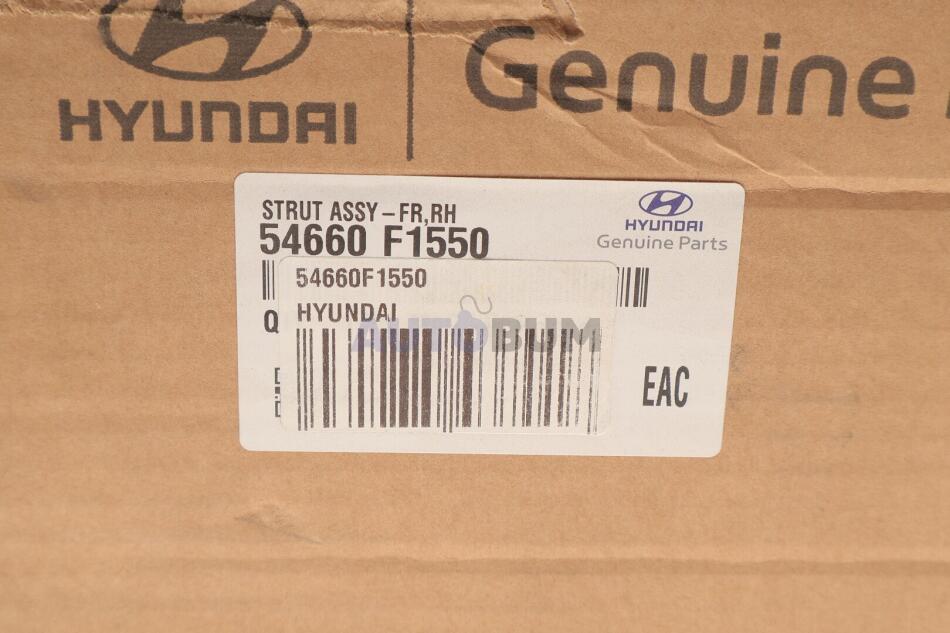 HYUNDAI
Genuine
STRUT ASSY-FR,RH
54660 F1550
HYUNDAI
Genuine Parts
54660F1550
HYUNDAI
Q
AUTOBUM
EAC